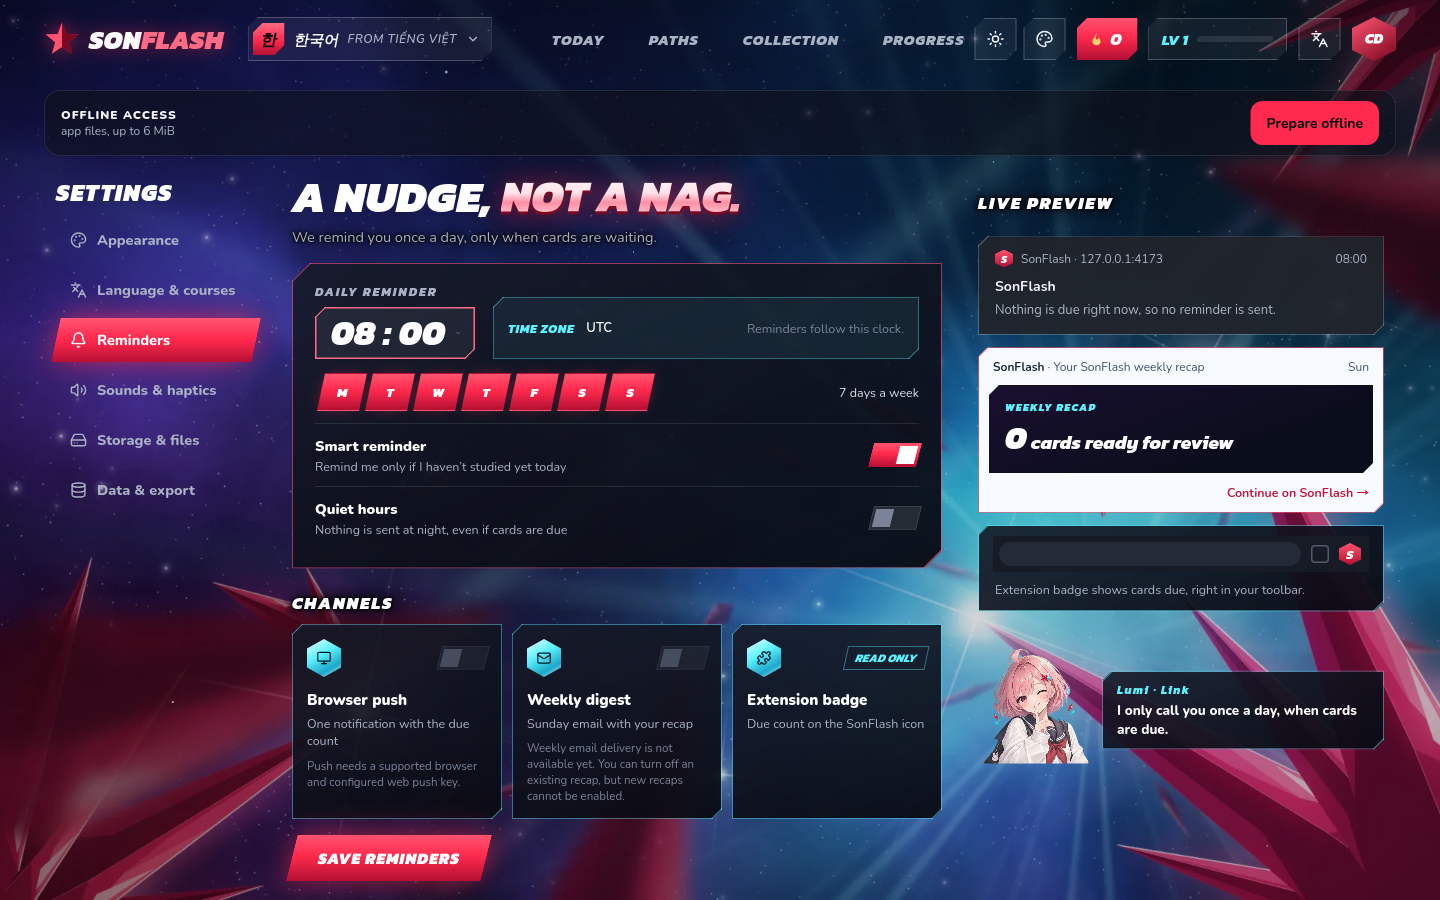 SONFLASH
한 한국어 FROM TIẾNG VIỆT
TODAY PATHS COLLECTION PROGRESS
0
LV 1
CD
OFFLINE ACCESS
app files, up to 6 MiB
Prepare offline
SETTINGS
Appearance
Language & courses
Reminders
Sounds & haptics
Storage & files
Data & export
A NUDGE, NOT A NAG.
We remind you once a day, only when cards are waiting.
DAILY REMINDER
08 : 00
TIME ZONE UTC Reminders follow this clock.
M T W T F S S
7 days a week
Smart reminder
Remind me only if I haven't studied yet today
Quiet hours
Nothing is sent at night, even if cards are due
CHANNELS
Browser push
One notification with the due
count
Push needs a supported browser
and configured web push key.
Weekly digest
Sunday email with your recap
Weekly email delivery is not
available yet. You can turn off an
existing recap, but new recaps
cannot be enabled.
READ ONLY
Extension badge
Due count on the SonFlash icon
SAVE REMINDERS
LIVE PREVIEW
S SonFlash · 127.0.0.1:4173 08:00
SonFlash
Nothing is due right now, so no reminder is sent.
SonFlash · Your SonFlash weekly recap Sun
WEEKLY RECAP
0 cards ready for review
Continue on SonFlash →
S
Extension badge shows cards due, right in your toolbar.
Lumi · Link
I only call you once a day, when cards
are due.